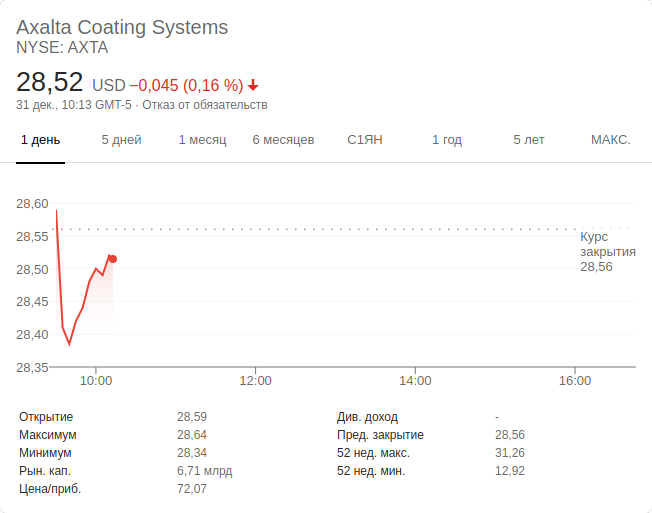 Axalta Coating Systems
NYSE: AXTA
28,52 USD −0,045 (0,16 %)
31 дек., 10:13 GMT-5 · Отказ от обязательств
1 день 5 дней 1 месяц 6 месяцев С1ЯН 1 год 5 лет МАКС.
28,60
28,55
Курс
закрытия
28,56
28,50
28,45
28,40
28,35
10:00 12:00 14:00 16:00
Открытие 28,59 Див. доход -
Максимум 28,64 Пред. закрытие 28,56
Минимум 28,34 52 нед. макс. 31,26
Рын. кап. 6,71 млрд 52 нед. мин. 12,92
Цена/приб. 72,07